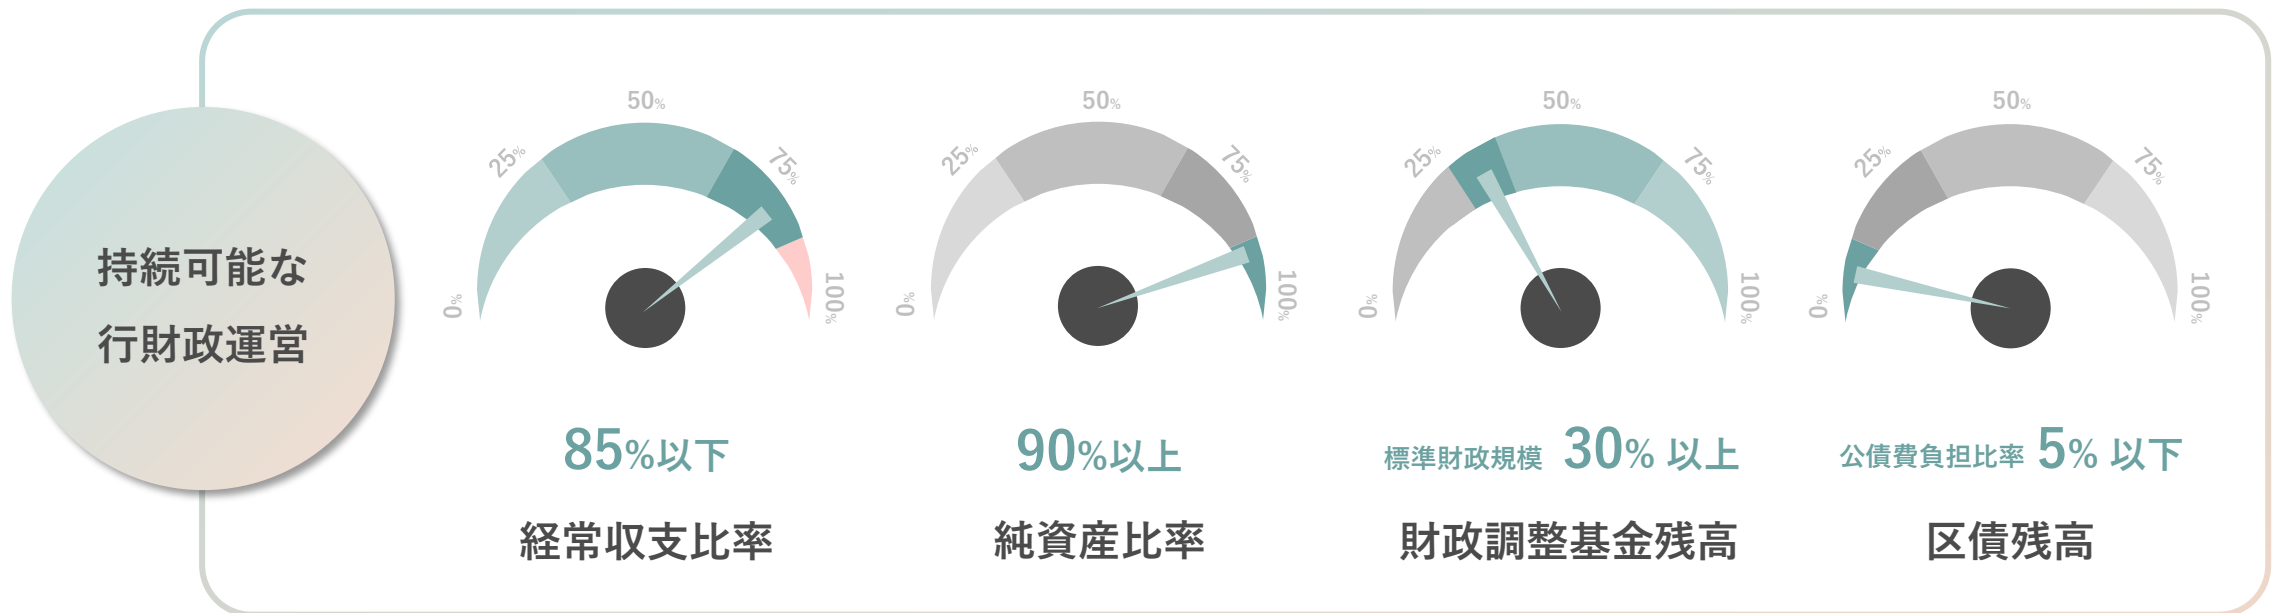 持続可能な
行財政運営
0%
25%
50%
75%
100%
85%以下
経常収支比率
0%
25%
50%
75%
100%
90%以上
純資産比率
0%
25%
50%
75%
100%
標準財政規模 30% 以上
財政調整基金残高
0%
25%
50%
75%
100%
公債費負担比率 5% 以下
区債残高